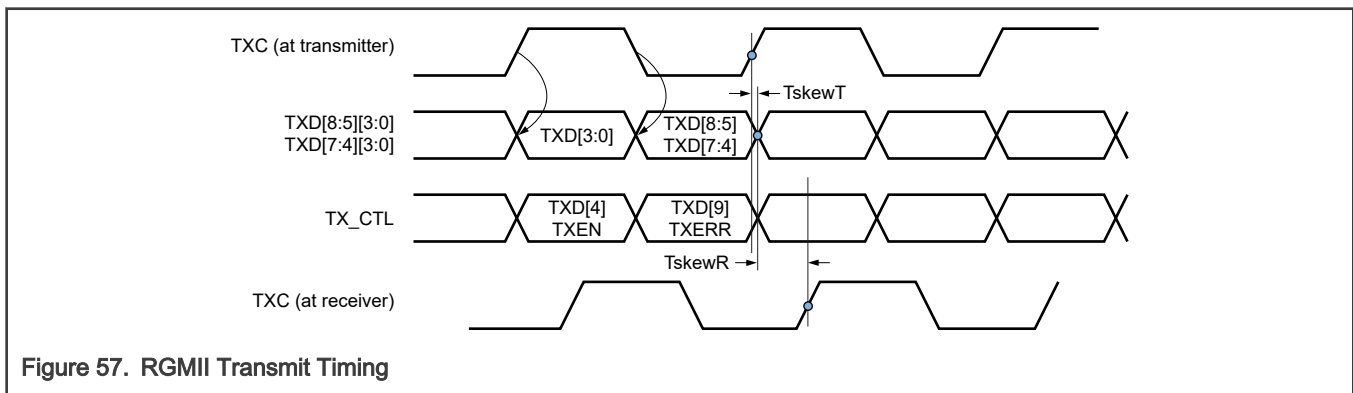 TXC (at transmitter)
TskewT
TXD[8:5][3:0]
TXD[7:4][3:0]
TXD[3:0]
TXD[8:5]
TXD[7:4]
TX_CTL
TXD[4]
TXEN
TXD[9]
TXERR
TskewR
TXC (at receiver)
Figure 57. RGMII Transmit Timing